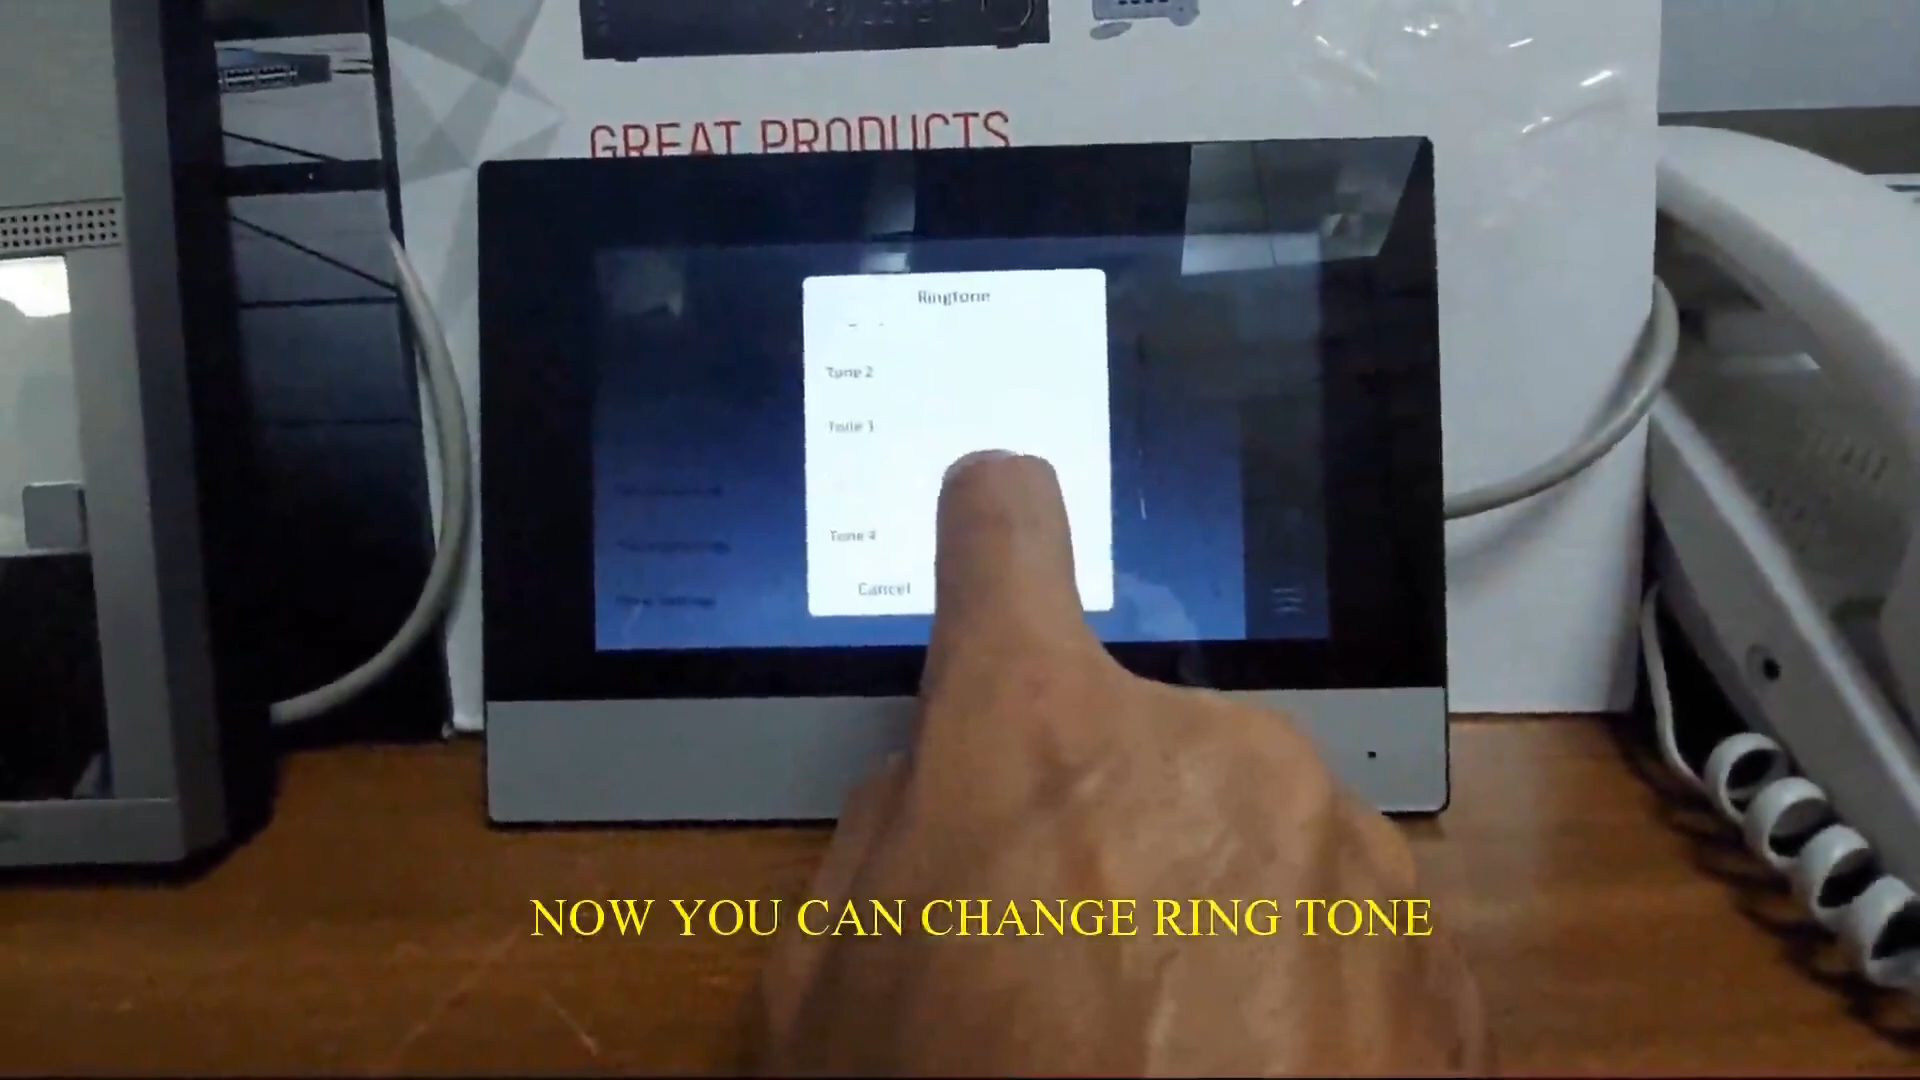 GREAT PRODUCTS
Ringtone
Tone 2
Tone 3
Tone 4
Cancel
NOW YOU CAN CHANGE RING TONE